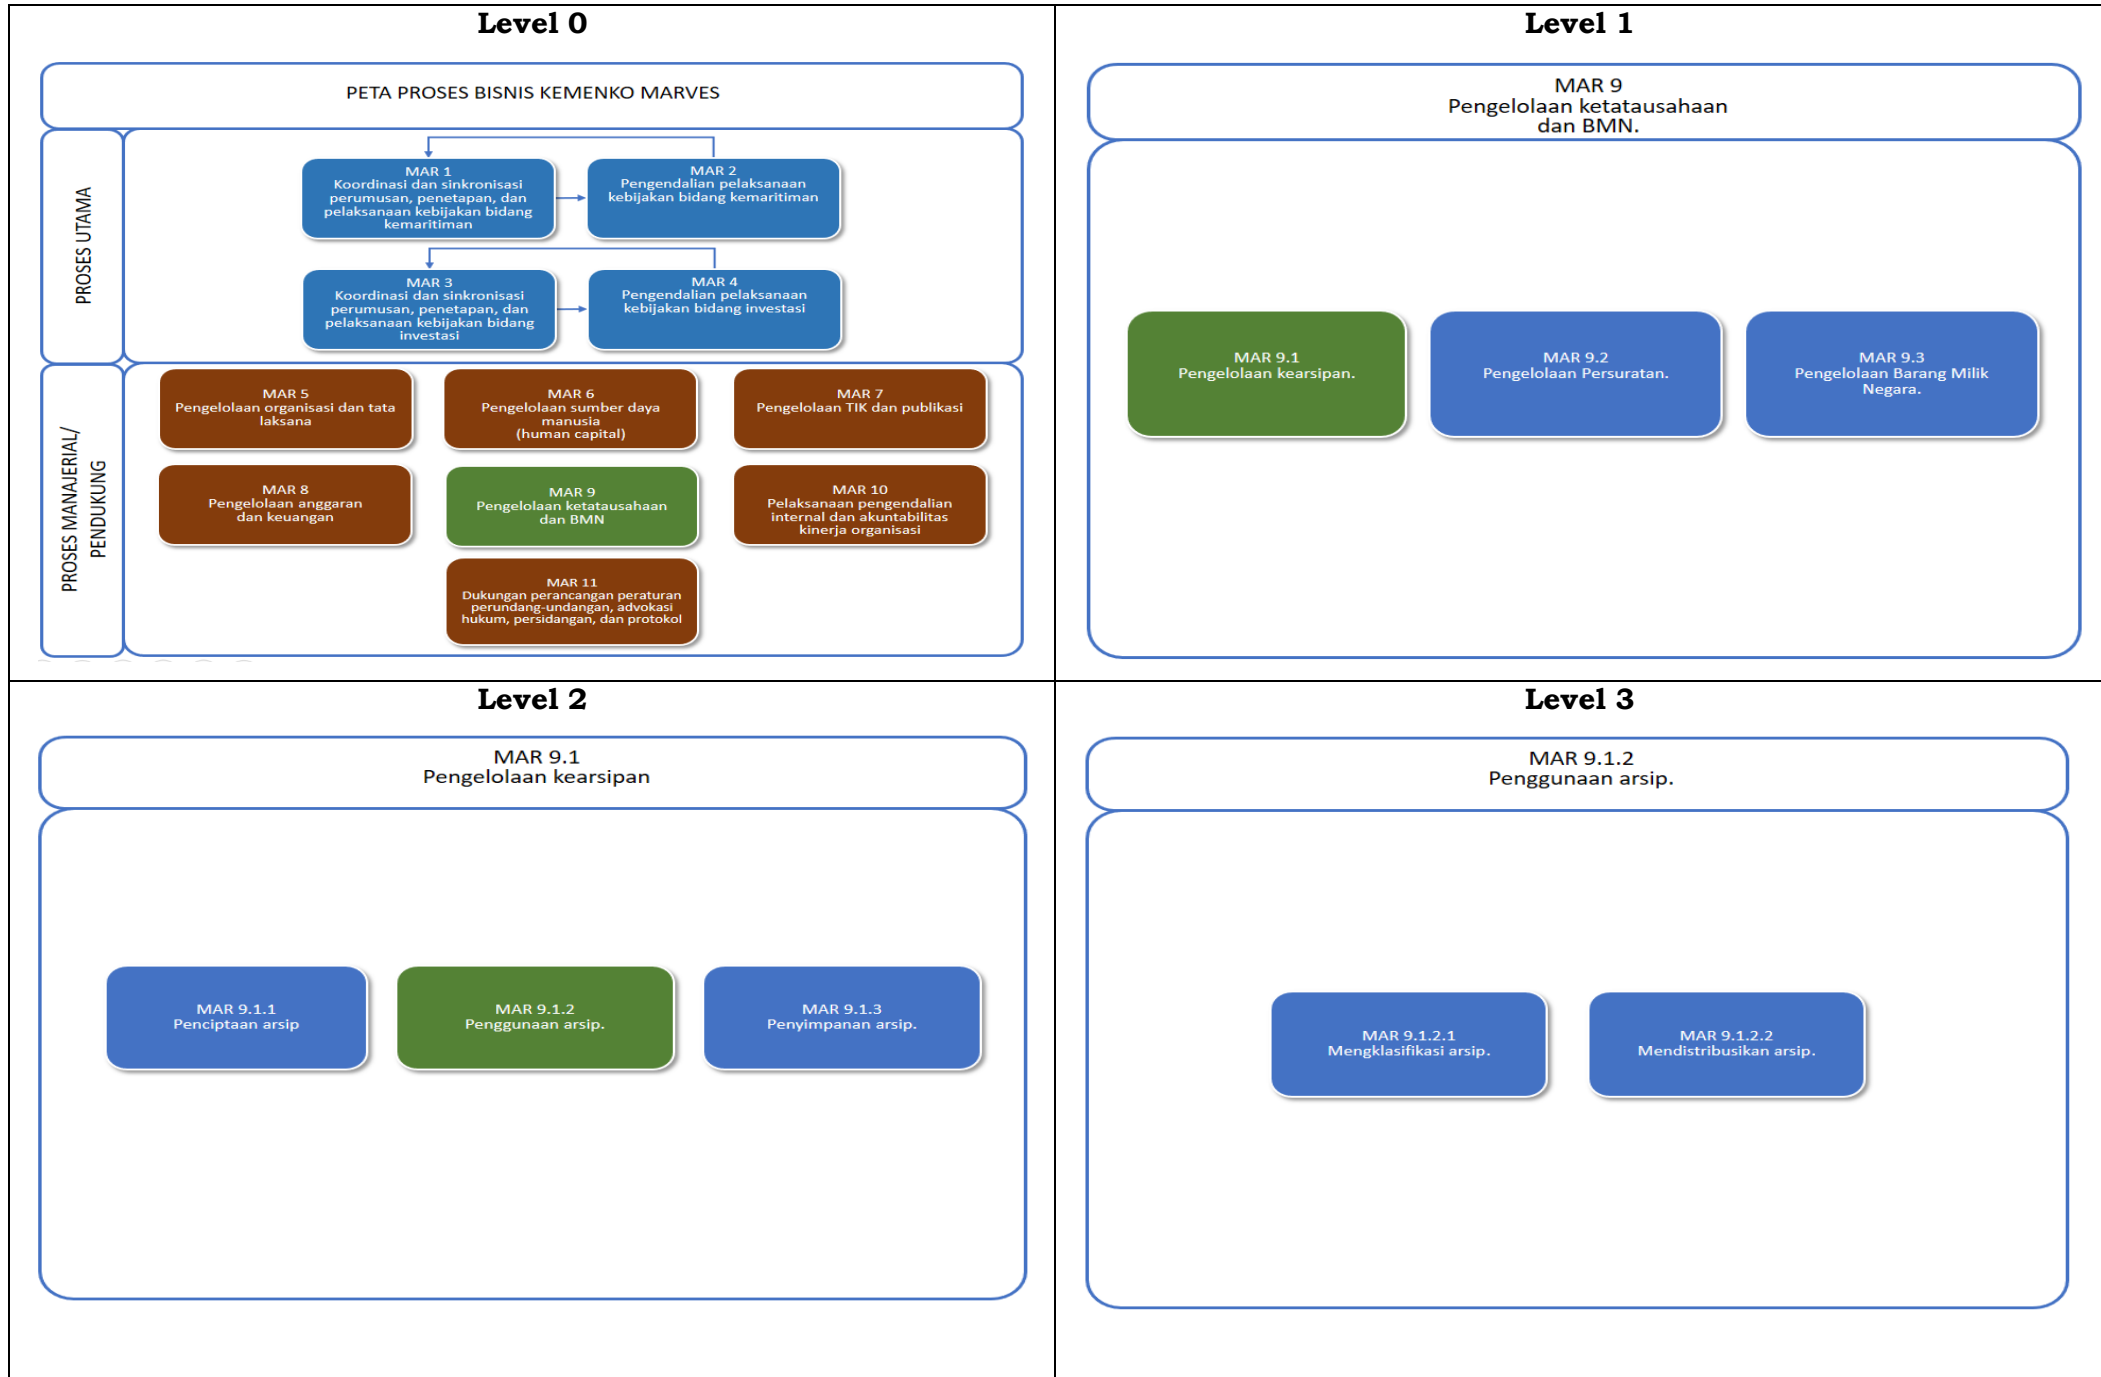 Level 0
PETA PROSES BISNIS KEMENKO MARVES
PROSES UTAMA
MAR 1
Koordinasi dan sinkronisasi
perumusan, penetapan, dan
pelaksanaan kebijakan bidang
kemaritiman
MAR 2
Pengendalian pelaksanaan
kebijakan bidang kemaritiman
MAR 3
Koordinasi dan sinkronisasi
perumusan, penetapan, dan
pelaksanaan kebijakan bidang
investasi
MAR 4
Pengendalian pelaksanaan
kebijakan bidang investasi
PROSES MANAJERIAL/
PENDUKUNG
MAR 5
Pengelolaan organisasi dan tata
laksana
MAR 6
Pengelolaan sumber daya
manusia
(human capital)
MAR 7
Pengelolaan TIK dan publikasi
MAR 8
Pengelolaan anggaran
dan keuangan
MAR 9
Pengelolaan ketatausahaan
dan BMN
MAR 10
Pelaksanaan pengendalian
internal dan akuntabilitas
kinerja organisasi
MAR 11
Dukungan perancangan peraturan
perundang-undangan, advokasi
hukum, persidangan, dan protokol
Level 1
MAR 9
Pengelolaan ketatausahaan
dan BMN.
MAR 9.1
Pengelolaan kearsipan.
MAR 9.2
Pengelolaan Persuratan.
MAR 9.3
Pengelolaan Barang Milik
Negara.
Level 2
MAR 9.1
Pengelolaan kearsipan
MAR 9.1.1
Penciptaan arsip
MAR 9.1.2
Penggunaan arsip.
MAR 9.1.3
Penyimpanan arsip.
Level 3
MAR 9.1.2
Penggunaan arsip.
MAR 9.1.2.1
Mengklasifikasi arsip.
MAR 9.1.2.2
Mendistribusikan arsip.